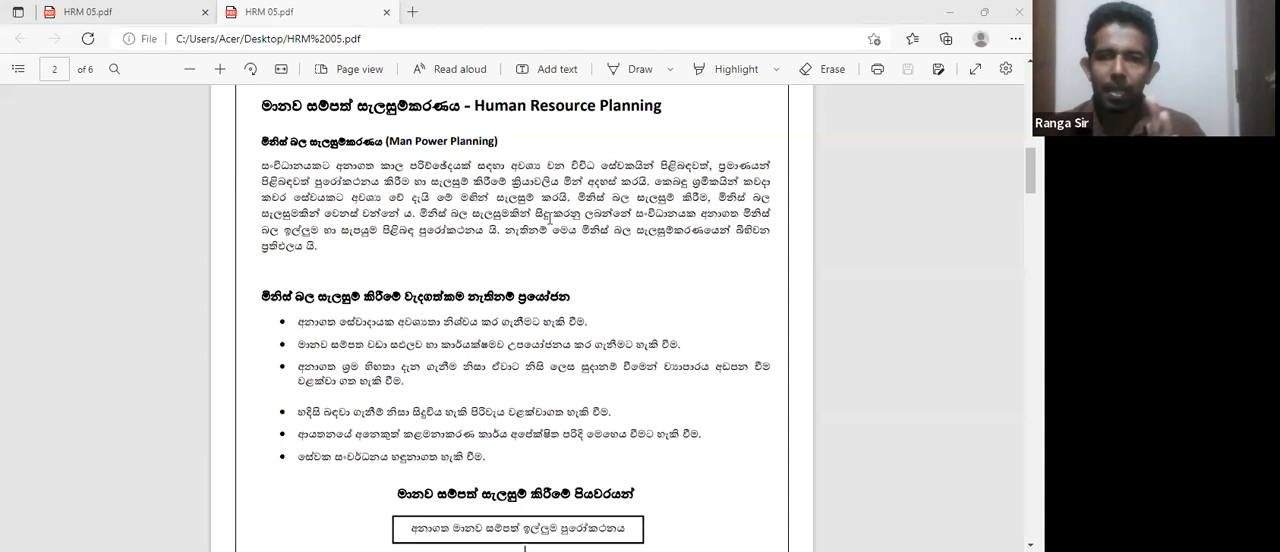 HRM 05.pdf
HRM 05.pdf
File
C:/Users/Acer/Desktop/HRM%2005.pdf
2
of 6
Page view
Read aloud
Add text
Draw
Highlight
Erase
Ranga Sir
මානව සම්පත් සැලසුම්කරණය - Human Resource Planning
මිනිස් බල සැලසුම්කරණය (Man Power Planning)
සංවිධානයකට අනාගත කාල පරිච්ඡේදයක් සඳහා අවශ්‍ය වන විවිධ සේවකයින් පිළිබඳවත්, ප්‍රමාණයන්
පිළිබඳවත් පුරෝකථනය කිරීම හා සැලසුම් කිරීමේ ක්‍රියාවලිය මින් අදහස් කරයි. කෙබඳු ශ්‍රමිකයින් කවදා
කවර සේවයකට අවශ්‍ය වේ දැයි මේ මඟින් සැලසුම් කරයි. මිනිස් බල සැලසුම් කිරීම, මිනිස් බල
සැලසුමකින් වෙනස් වන්නේ ය. මිනිස් බල සැලසුමකින් සිදුකරනු ලබන්නේ සංවිධානයක අනාගත මිනිස්
බල ඉල්ලුම හා සැපයුම පිළිබඳ පුරෝකථනය යි. නැතිනම් මෙය මිනිස් බල සැලසුම්කරණයෙන් බිහිවන
ප්‍රතිඵලය යි.
මිනිස් බල සැලසුම් කිරීමේ වැදගත්කම නැතිනම් ප්‍රයෝජන
• අනාගත සේවාදායක අවශ්‍යතා නිශ්චය කර ගැනීමට හැකි වීම.
• මානව සම්පත වඩා සඵලව හා කාර්යක්ෂමව උපයෝජනය කර ගැනීමට හැකි වීම.
• අනාගත ශ්‍රම හිඟතා දැන ගැනීම නිසා ඒවාට නිසි ලෙස සුදානම් වීමෙන් ව්‍යාපාරය අඩපන වීම
වළක්වා ගත හැකි වීම.
• හදිසි බඳවා ගැනීම් නිසා සිදුවිය හැකි පිරිවැය වළක්වාගත හැකි වීම.
• ආයතනයේ අනෙකුත් කළමනාකරණ කාර්ය අපේක්ෂිත පරිදි මෙහෙය වීමට හැකි වීම.
• සේවක සංවර්ධනය හඳුනාගත හැකි වීම.
මානව සම්පත් සැලසුම් කිරීමේ පියවරයන්
අනාගත මානව සම්පත් ඉල්ලුම පුරෝකථනය